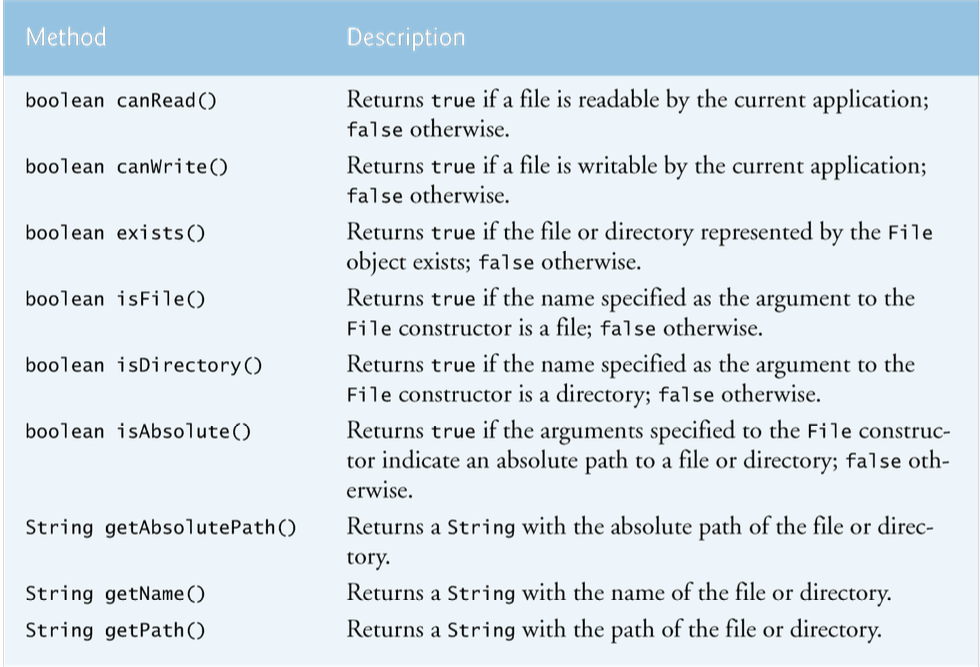 Method Description
boolean canRead() Returns true if a file is readable by the current application;
false otherwise.
boolean canWrite() Returns true if a file is writable by the current application;
false otherwise.
boolean exists() Returns true if the file or directory represented by the File
object exists; false otherwise.
boolean isFile() Returns true if the name specified as the argument to the
File constructor is a file; false otherwise.
boolean isDirectory() Returns true if the name specified as the argument to the
File constructor is a directory; false otherwise.
boolean isAbsolute() Returns true if the arguments specified to the File construc-
tor indicate an absolute path to a file or directory; false oth-
erwise.
String getAbsolutePath() Returns a String with the absolute path of the file or direc-
tory.
String getName() Returns a String with the name of the file or directory.
String getPath() Returns a String with the path of the file or directory.